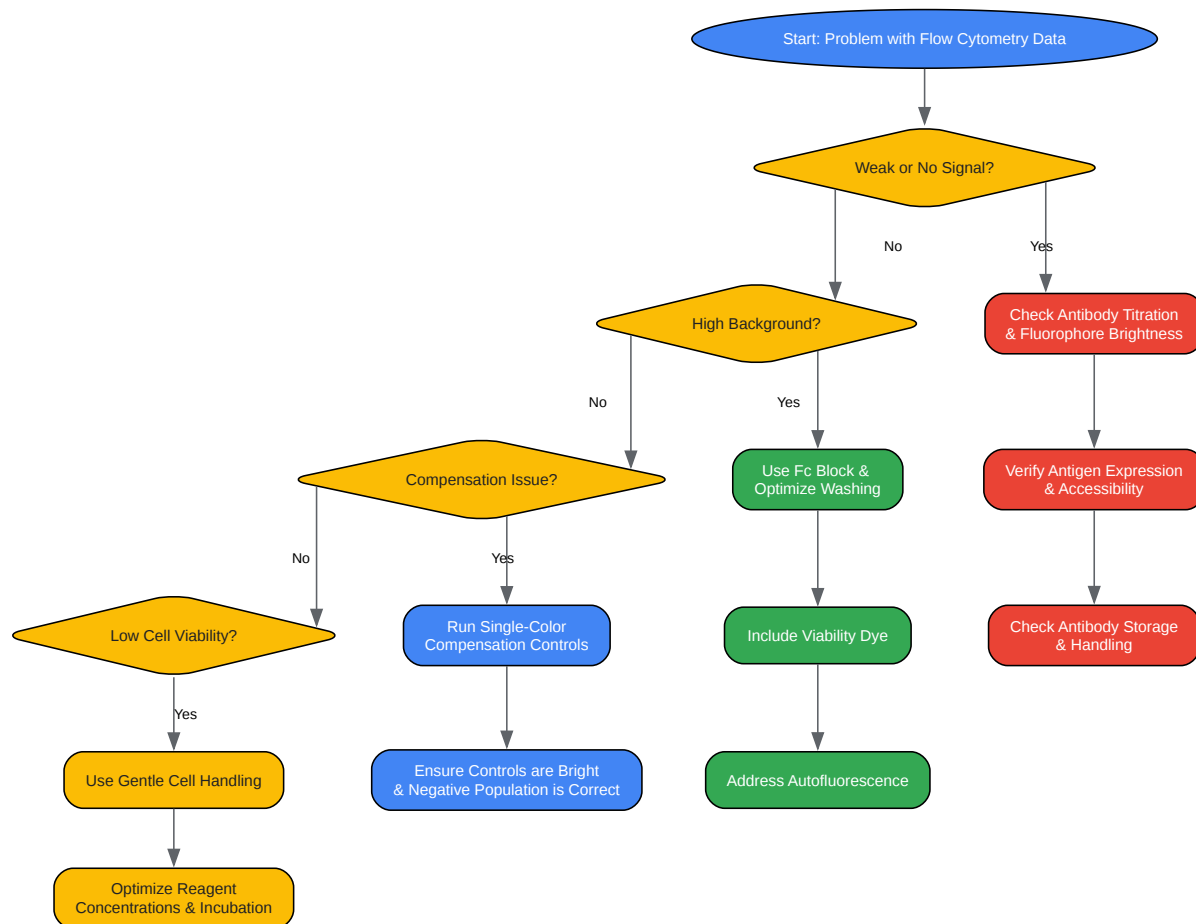 Start: Problem with Flow Cytometry Data
Weak or No Signal?
No
Yes
High Background?
Check Antibody Titration
& Fluorophore Brightness
No
Yes
Compensation Issue?
Use Fc Block &
Optimize Washing
Verify Antigen Expression
& Accessibility
No
Yes
Low Cell Viability?
Run Single-Color
Compensation Controls
Include Viability Dye
Check Antibody Storage
& Handling
Yes
Use Gentle Cell Handling
Ensure Controls are Bright
& Negative Population is Correct
Address Autofluorescence
Optimize Reagent
Concentrations & Incubation